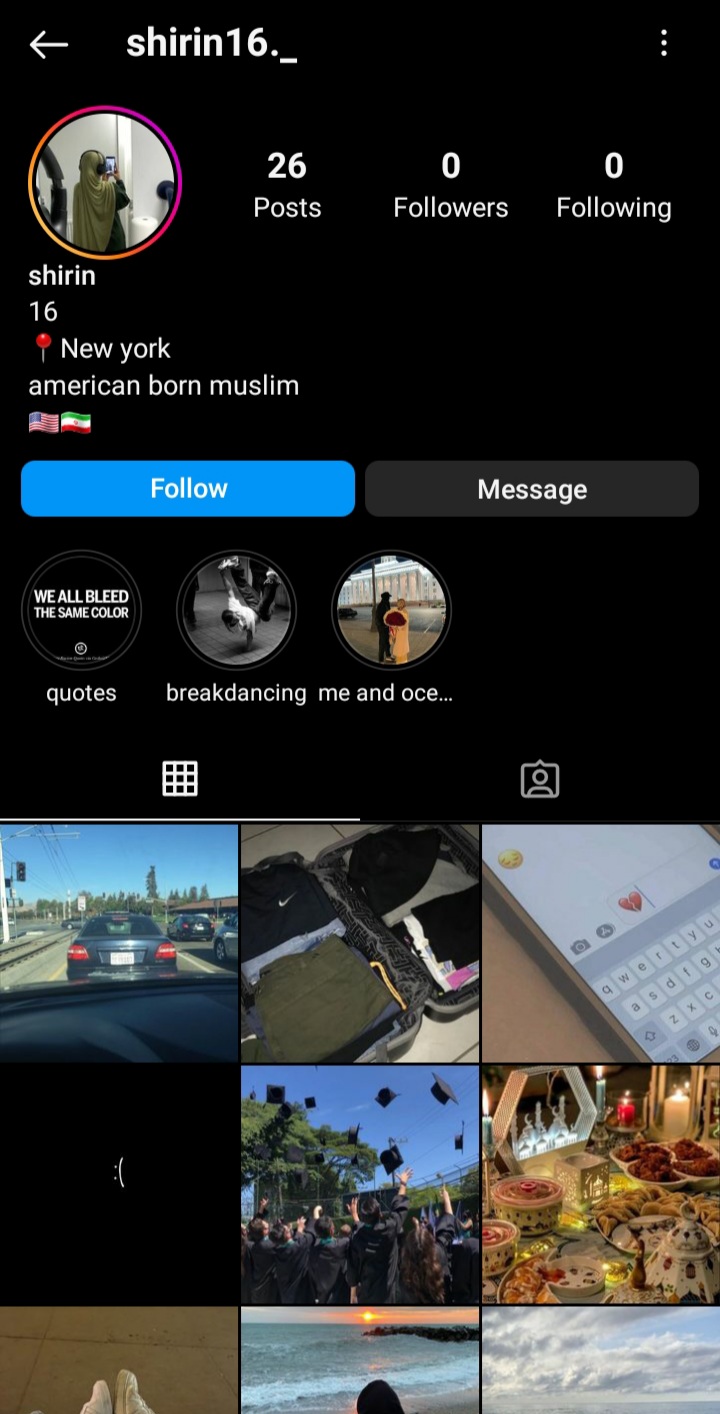 shirin16._
26
Posts
0
Followers
0
Following
shirin
16
📍New york
american born muslim
🇺🇸🇮🇷
Follow
Message
WE ALL BLEED
THE SAME COLOR
quotes
breakdancing
me and oce...
:(
💔
q w e r t y u
a s d f g
z x c